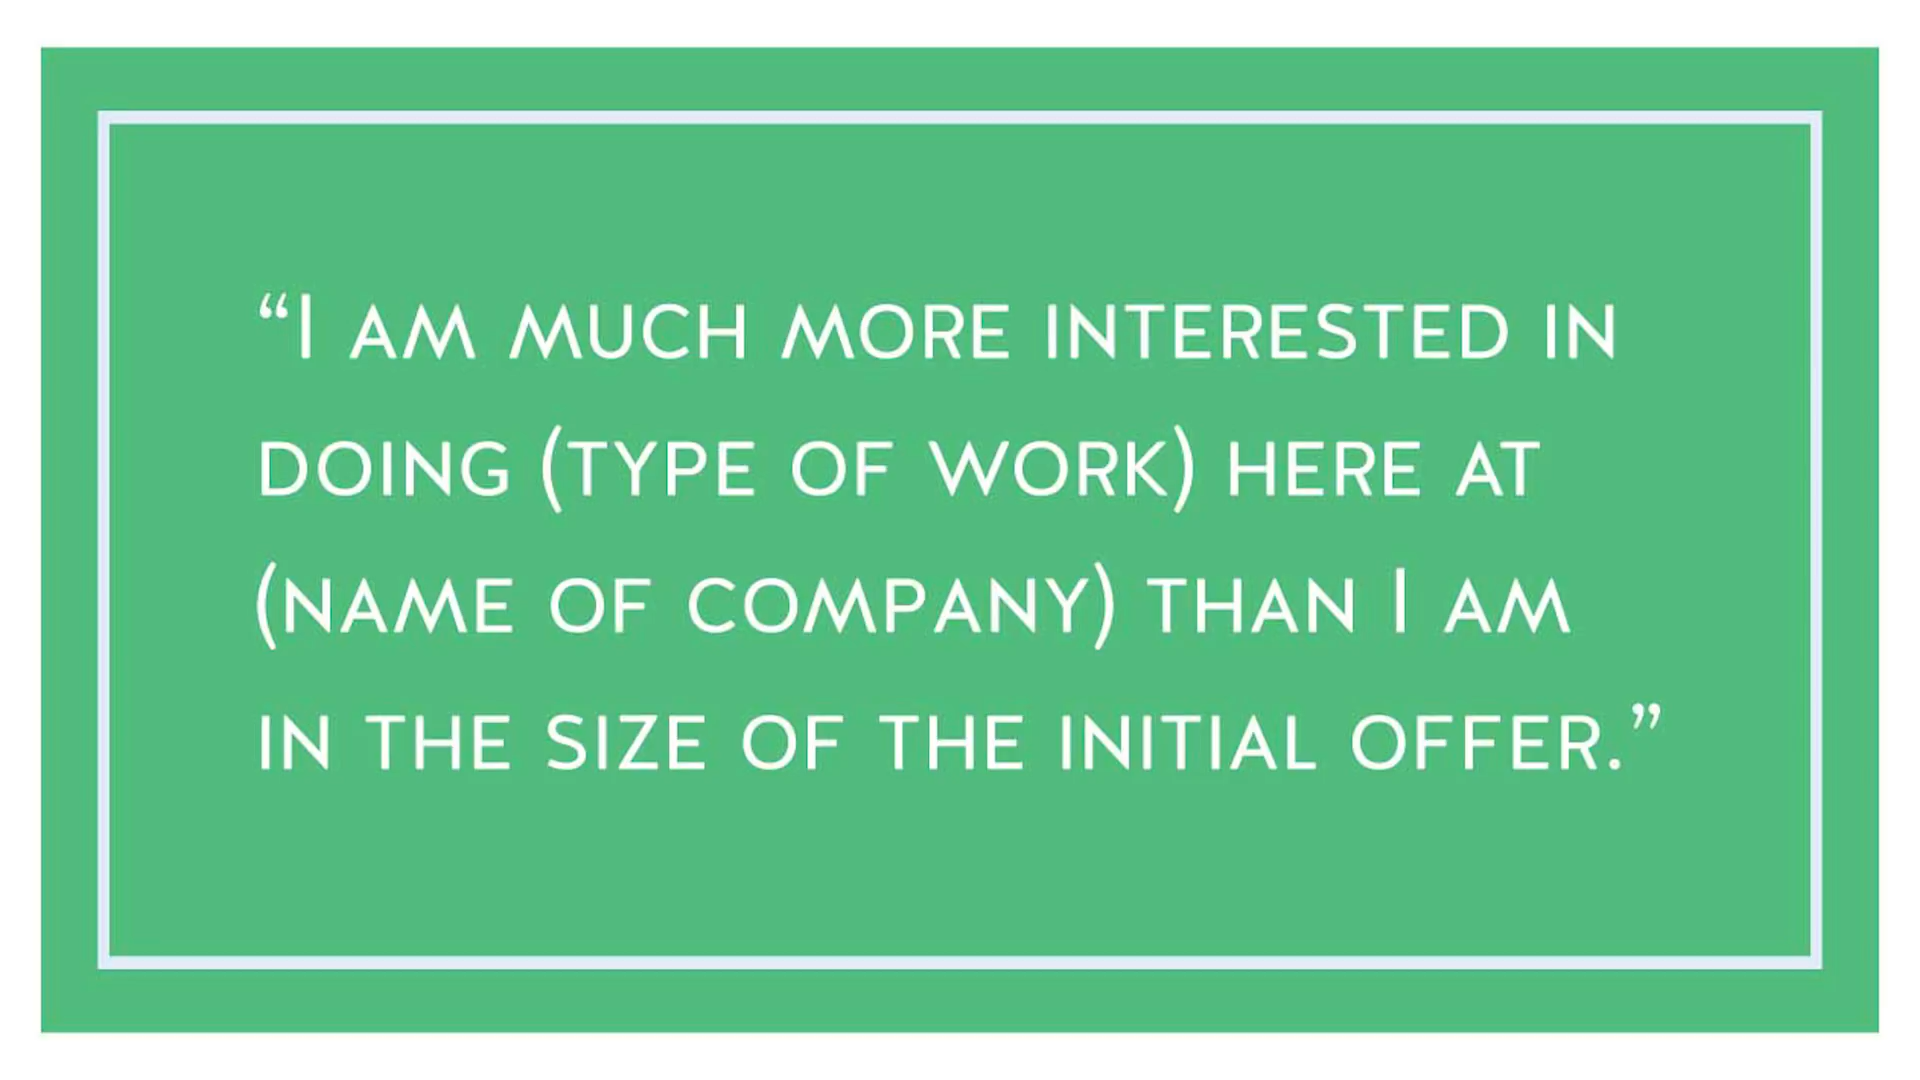 “I AM MUCH MORE INTERESTED IN
DOING (TYPE OF WORK) HERE AT
(NAME OF COMPANY) THAN I AM
IN THE SIZE OF THE INITIAL OFFER.”